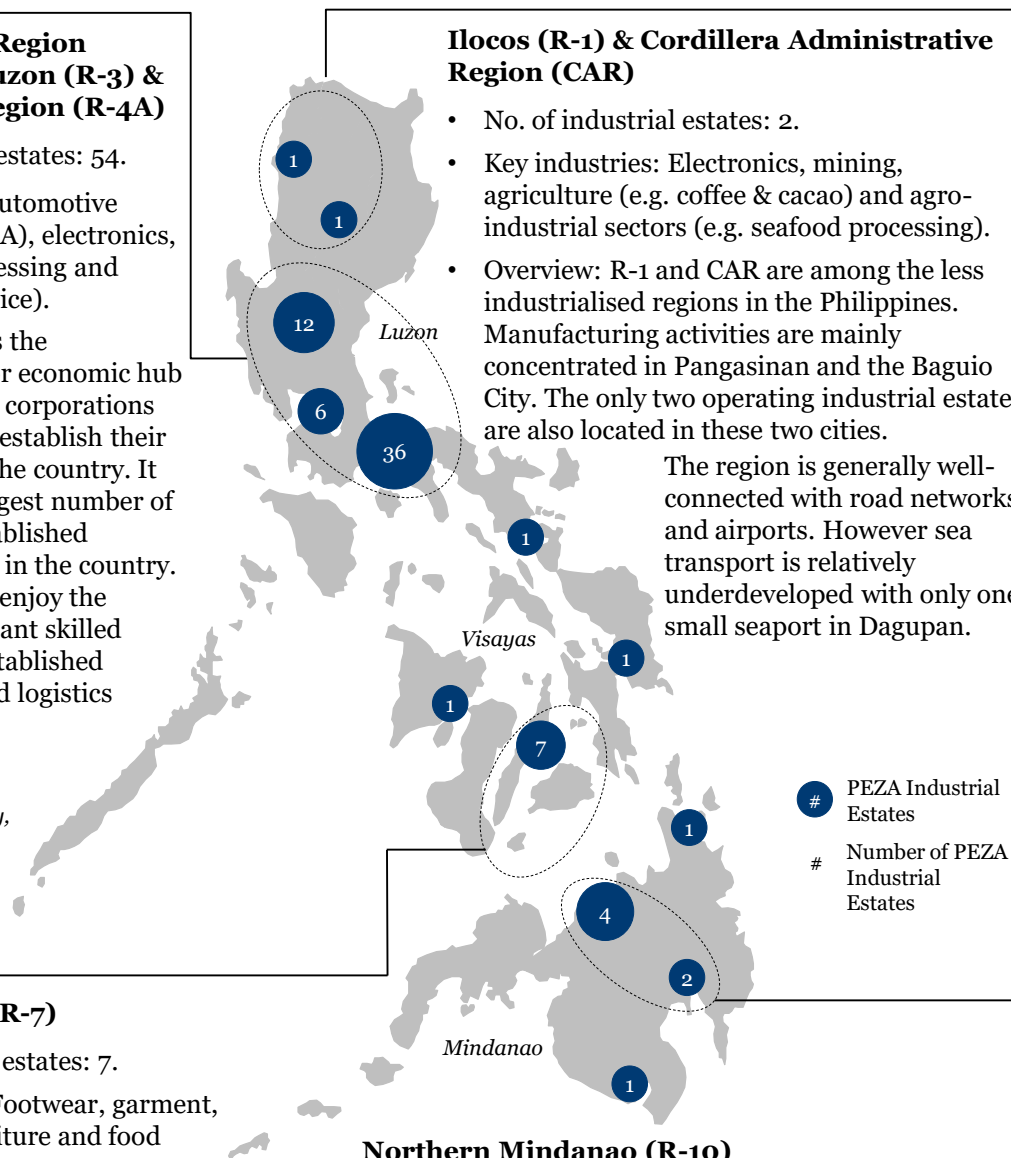 Region
uzon (R-3) &
egion (R-4A)
estates: 54.
utomotive
A), electronics,
essing and
ice).
s the
r economic hub
corporations
establish their
he country. It
gest number of
ablished
in the country.
enjoy the
ant skilled
tablished
d logistics
y,
Ilocos (R-1) & Cordillera Administrative
Region (CAR)
• No. of industrial estates: 2.
• Key industries: Electronics, mining,
agriculture (e.g. coffee & cacao) and agro-
industrial sectors (e.g. seafood processing).
• Overview: R-1 and CAR are among the less
industrialised regions in the Philippines.
Manufacturing activities are mainly
concentrated in Pangasinan and the Baguio
City. The only two operating industrial estate
are also located in these two cities.
The region is generally well-
connected with road networks
and airports. However sea
transport is relatively
underdeveloped with only one
small seaport in Dagupan.
1
1
12
Luzon
6
36
1
Visayas
1
1
7
1
4
2
Mindanao
1
# PEZA Industrial
Estates
# Number of PEZA
Industrial
Estates
R-7)
estates: 7.
Footwear, garment,
iture and food
Northern Mindanao (R-10)